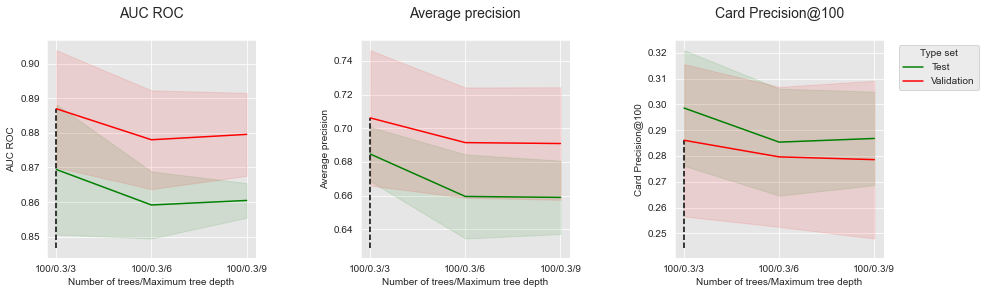 AUC ROC
Average precision
Card Precision@100
AUC ROC
0.90
0.89
0.88
0.87
0.86
0.85
100/0.3/3 100/0.3/6 100/0.3/9
Number of trees/Maximum tree depth
Average precision
0.74
0.72
0.70
0.68
0.66
0.64
100/0.3/3 100/0.3/6 100/0.3/9
Number of trees/Maximum tree depth
Card Precision@100
0.32
0.31
0.30
0.29
0.28
0.27
0.26
0.25
100/0.3/3 100/0.3/6 100/0.3/9
Number of trees/Maximum tree depth
Type set
Test
Validation